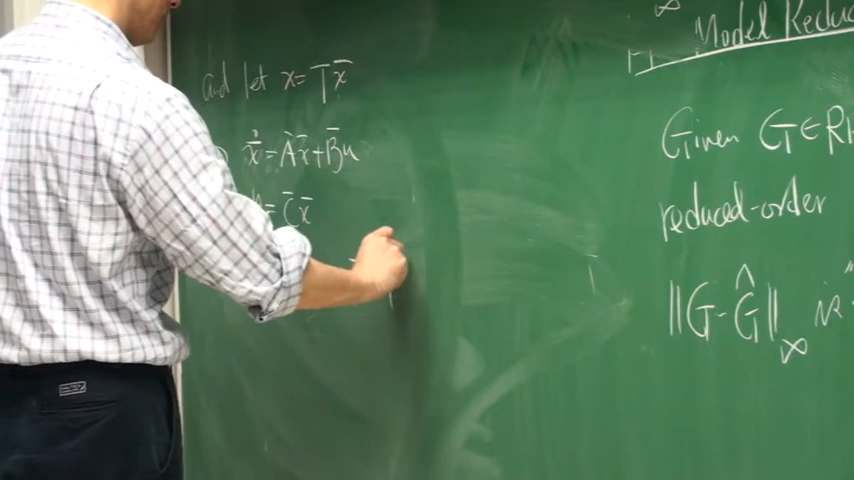 and let x = T x̄
ẋ̄ = Āx̄ + B̄u
= C̄x̄
∞ Model Reduc
Given G ∈ RH
reduced-order
‖G - Ĝ‖∞ is